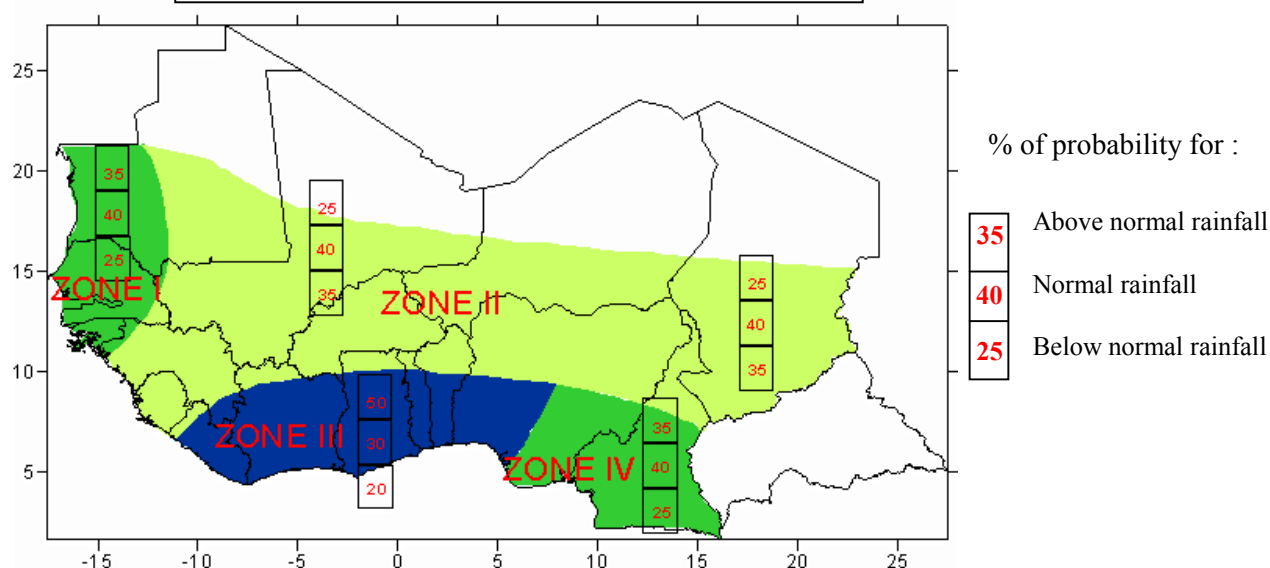 25
20
15
10
5
-15 -10 -5 0 5 10 15 20 25
35
40
25
ZONE I
25
40
35
ZONE II
25
40
35
50
30
20
ZONE III
35
40
25
ZONE IV
% of probability for :
35 Above normal rainfall
40 Normal rainfall
25 Below normal rainfall